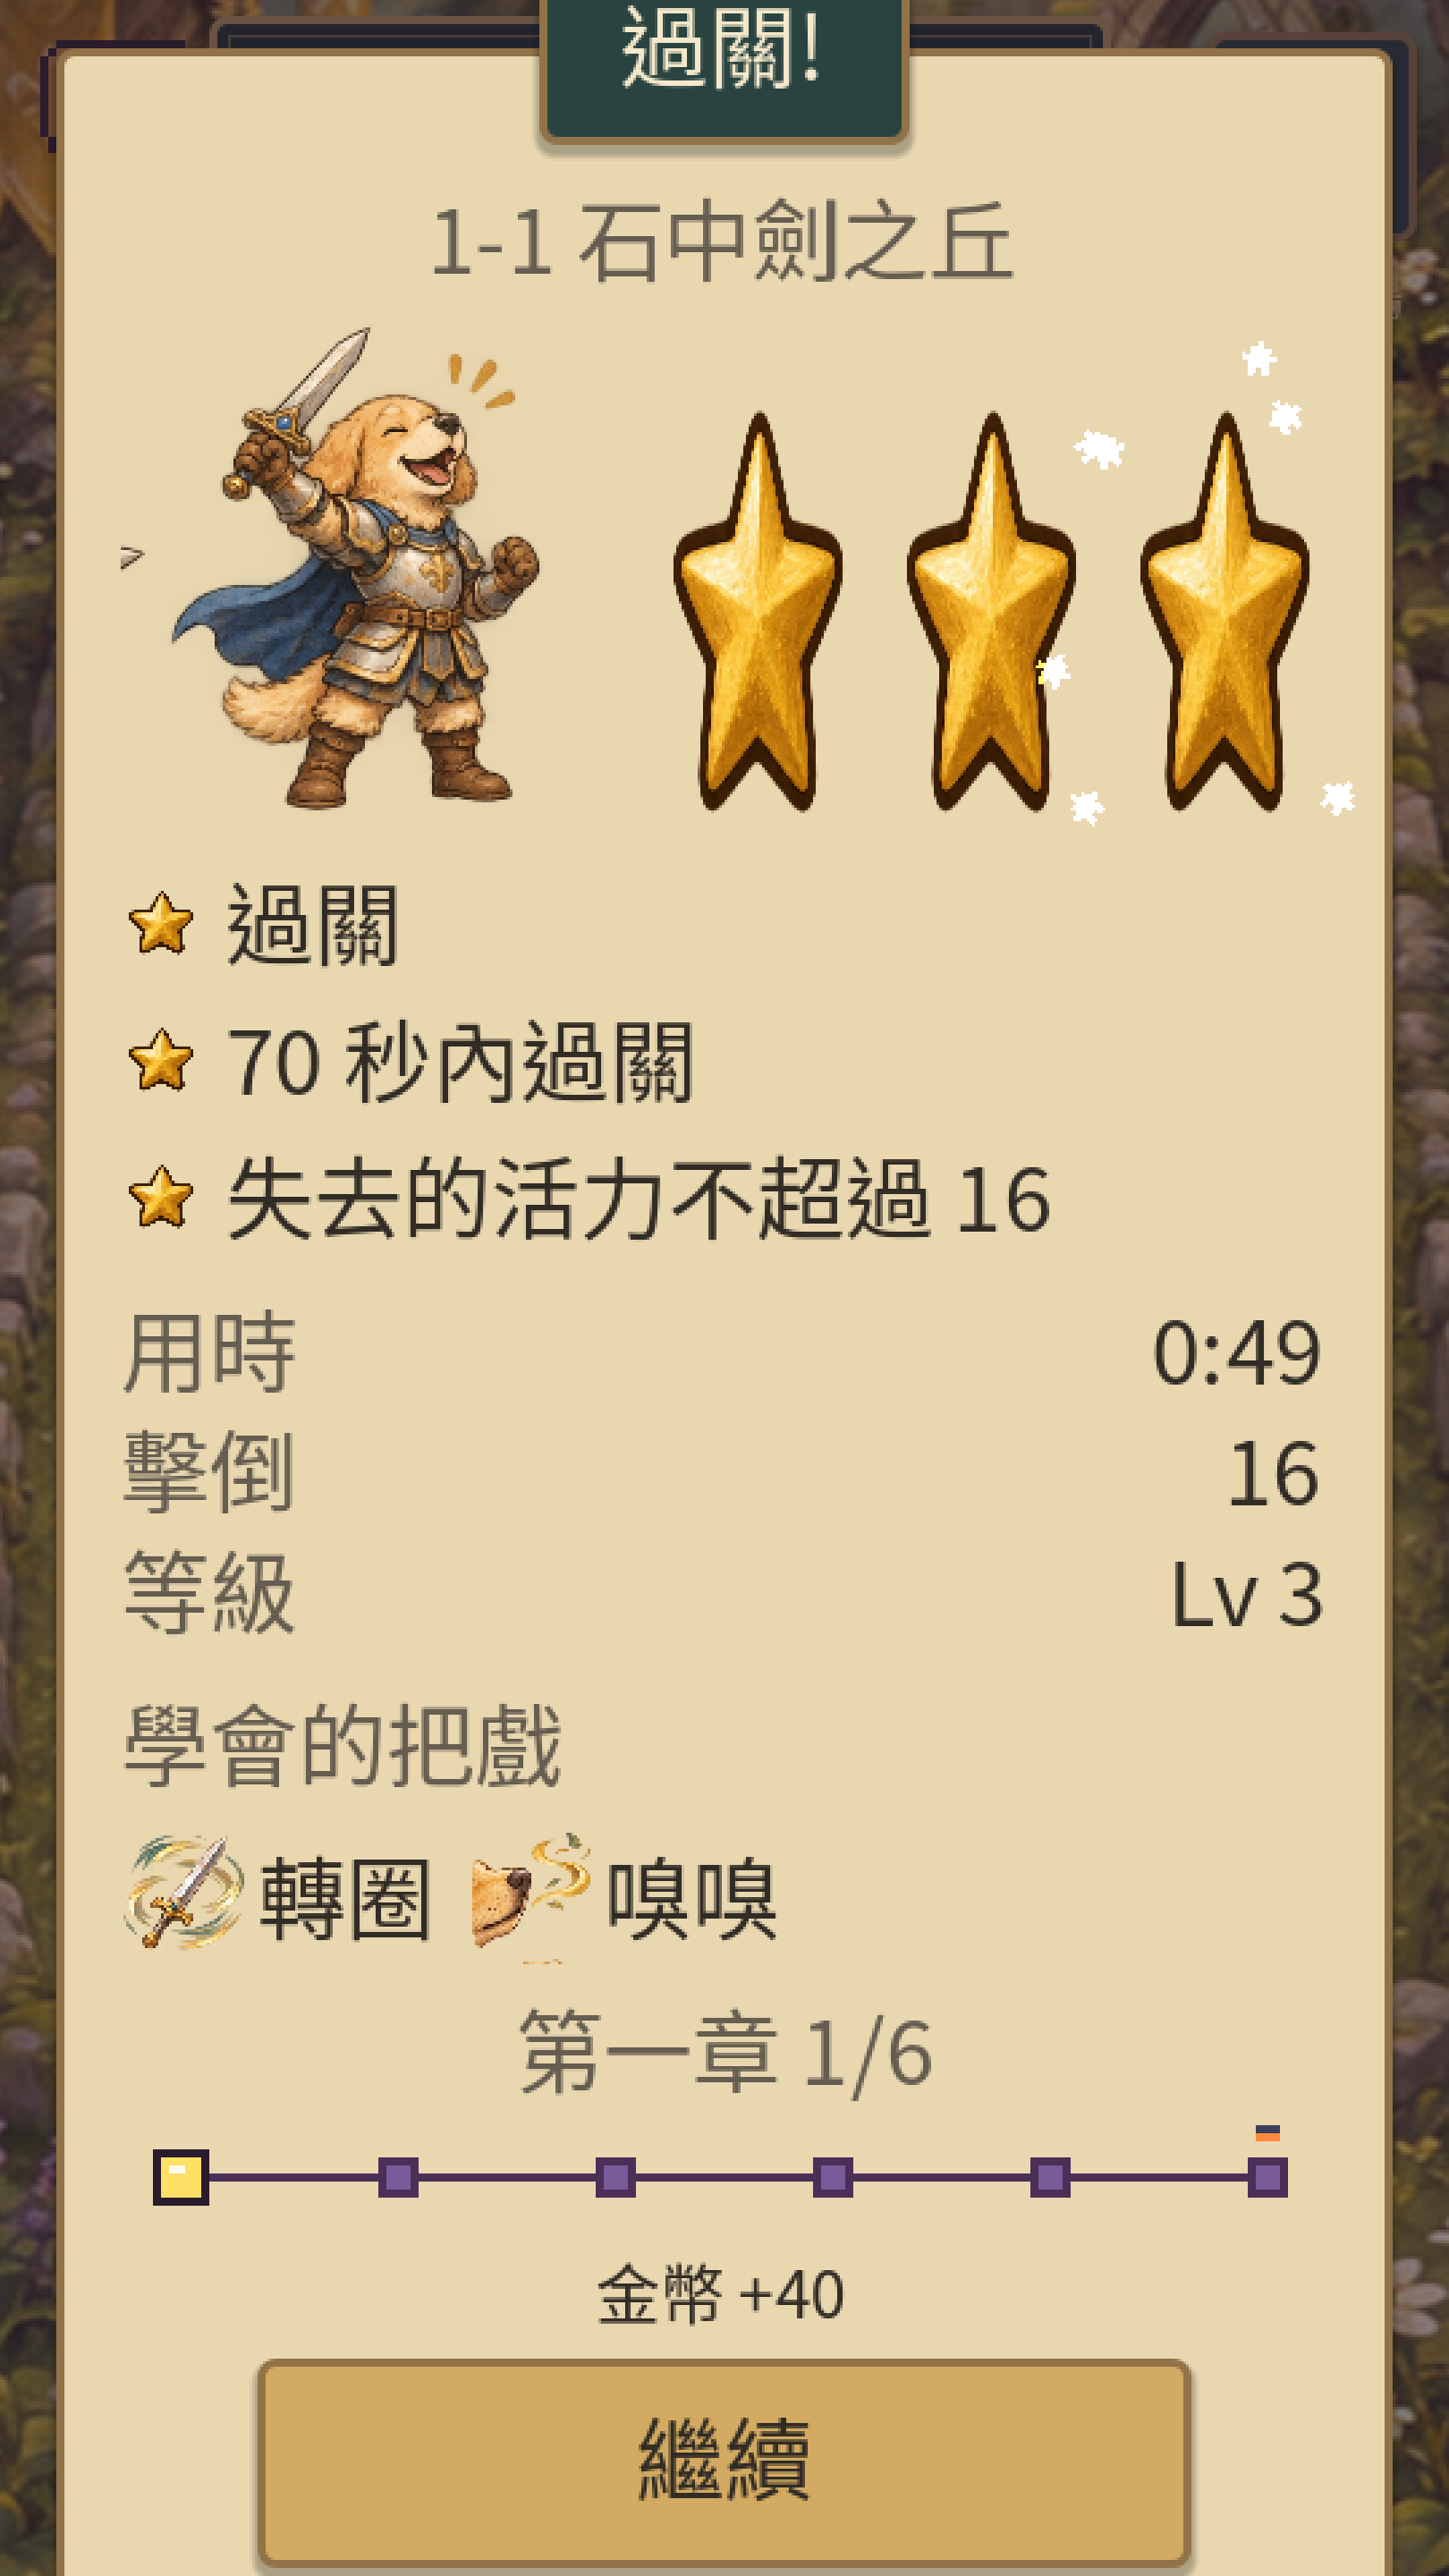 過關!
1-1 石中劍之丘
過關
70 秒內過關
失去的活力不超過 16
用時 0:49
擊倒 16
等級 Lv 3
學會的把戲
轉圈 嗅嗅
第一章 1/6
金幣 +40
繼續